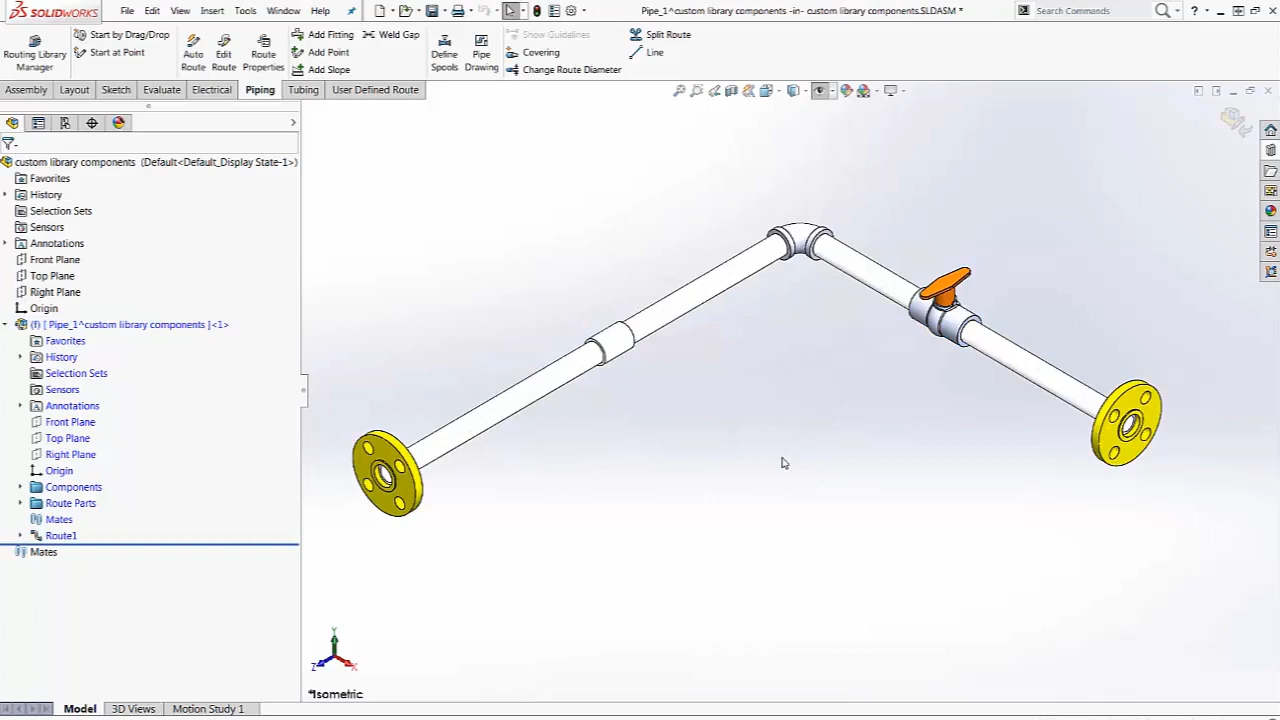 SOLIDWORKS File Edit View Insert Tools Window Help Pipe_1^custom library components -in- custom library components.SLDASM * Search Commands ?
Routing Library Manager
Start by Drag/Drop
Start at Point
Auto Route
Edit Route
Route Properties
Add Fitting
Add Point
Add Slope
Weld Gap
Define Spools
Pipe Drawing
Show Guidelines
Covering
Change Route Diameter
Split Route
Line
Assembly Layout Sketch Evaluate Electrical Piping Tubing User Defined Route
custom library components (Default<Default_Display State-1>)
Favorites
History
Selection Sets
Sensors
Annotations
Front Plane
Top Plane
Right Plane
Origin
(f) [ Pipe_1^custom library components ]<1>
Favorites
History
Selection Sets
Sensors
Annotations
Front Plane
Top Plane
Right Plane
Origin
Components
Route Parts
Mates
Route1
Mates
Y
Z X
*Isometric
Model 3D Views Motion Study 1